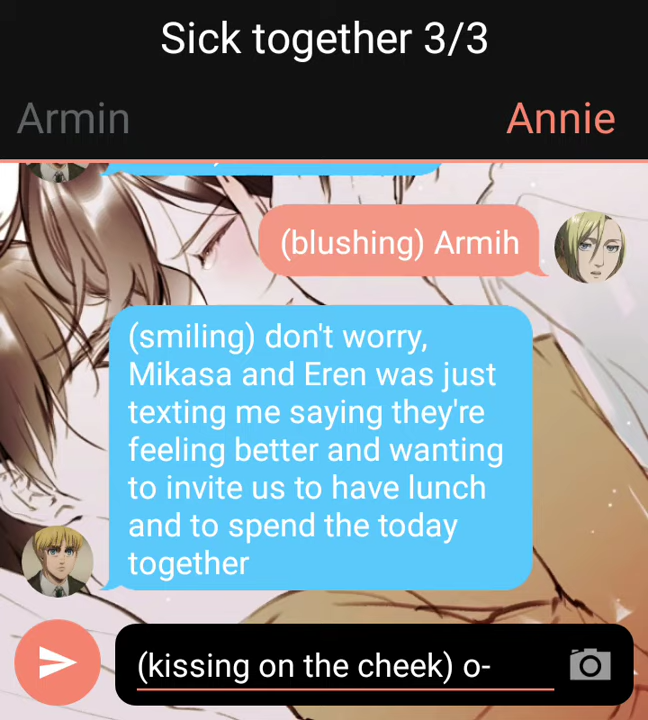 Sick together 3/3
Armin
Annie
(blushing) Armih
(smiling) don't worry,
Mikasa and Eren was just
texting me saying they're
feeling better and wanting
to invite us to have lunch
and to spend the today
together
(kissing on the cheek) o-